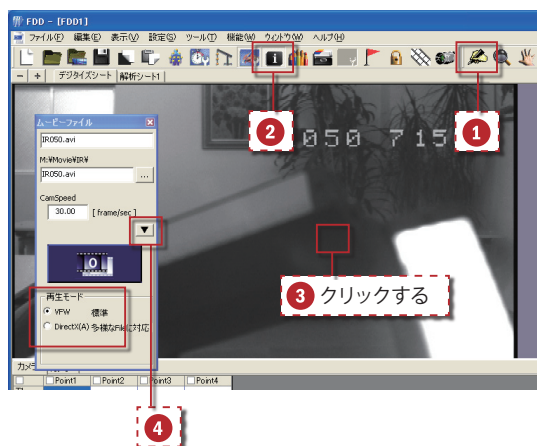 FDD - [FDD1]
ファイル(F) 編集(E) 表示(V) 設定(S) ツール(T) 機能(W) ウィンドウ(W) ヘルプ(H)
- + デジタイズシート 解析シート1
ムービーファイル
IR050.avi
M:¥Movie¥IR¥
IR050.avi ...
CamSpeed
30.00 [ frame/sec ]
再生モード
VFW 標準
DirectX(A) 多様なFileに対応
050 715
1
2
3 クリックする
4
カメラ
Point1 Point2 Point3 Point4